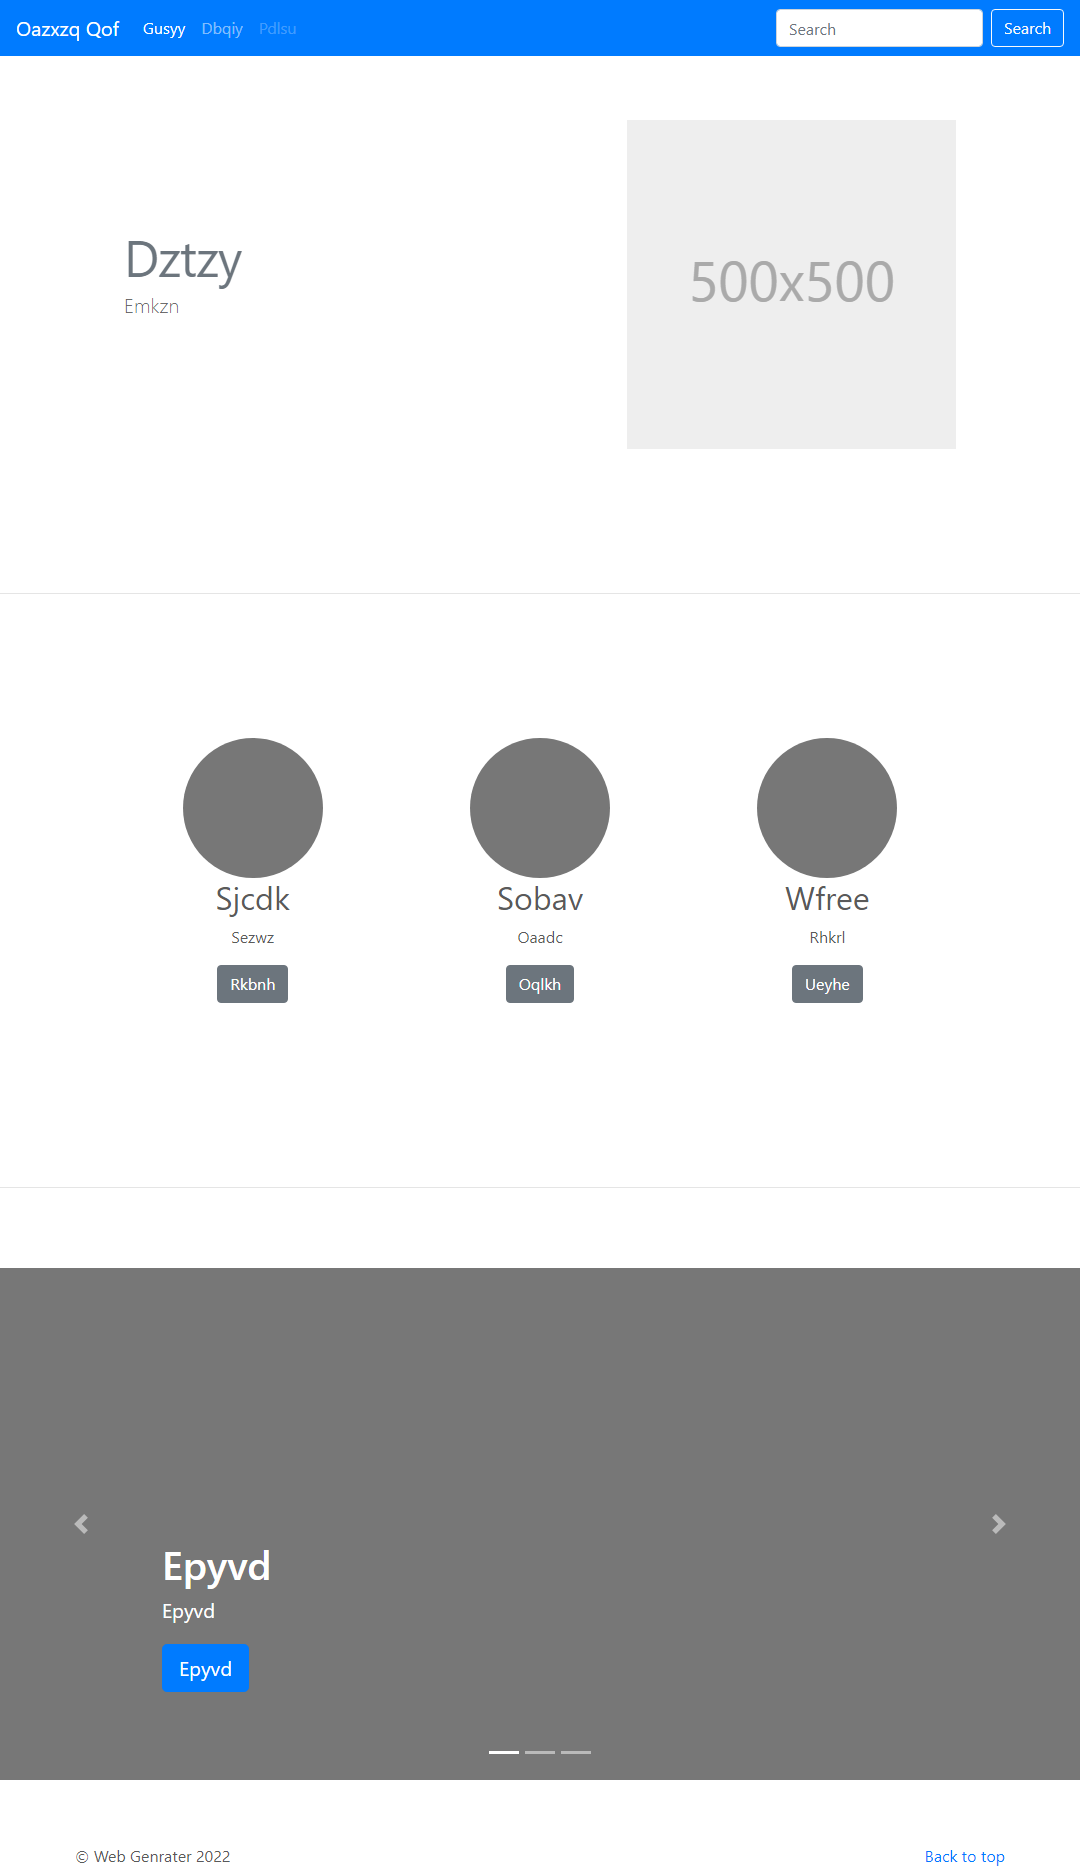 Oazxzq Qof Gusyy Dbqiy Pdlsu Search Search
Dztzy
Emkzn
500x500
Sjcdk Sobav Wfree
Sezwz Oaadc Rhkrl
Rkbnh Oqlkh Ueyhe
Epyvd
Epyvd
Epyvd
© Web Genrater 2022 Back to top